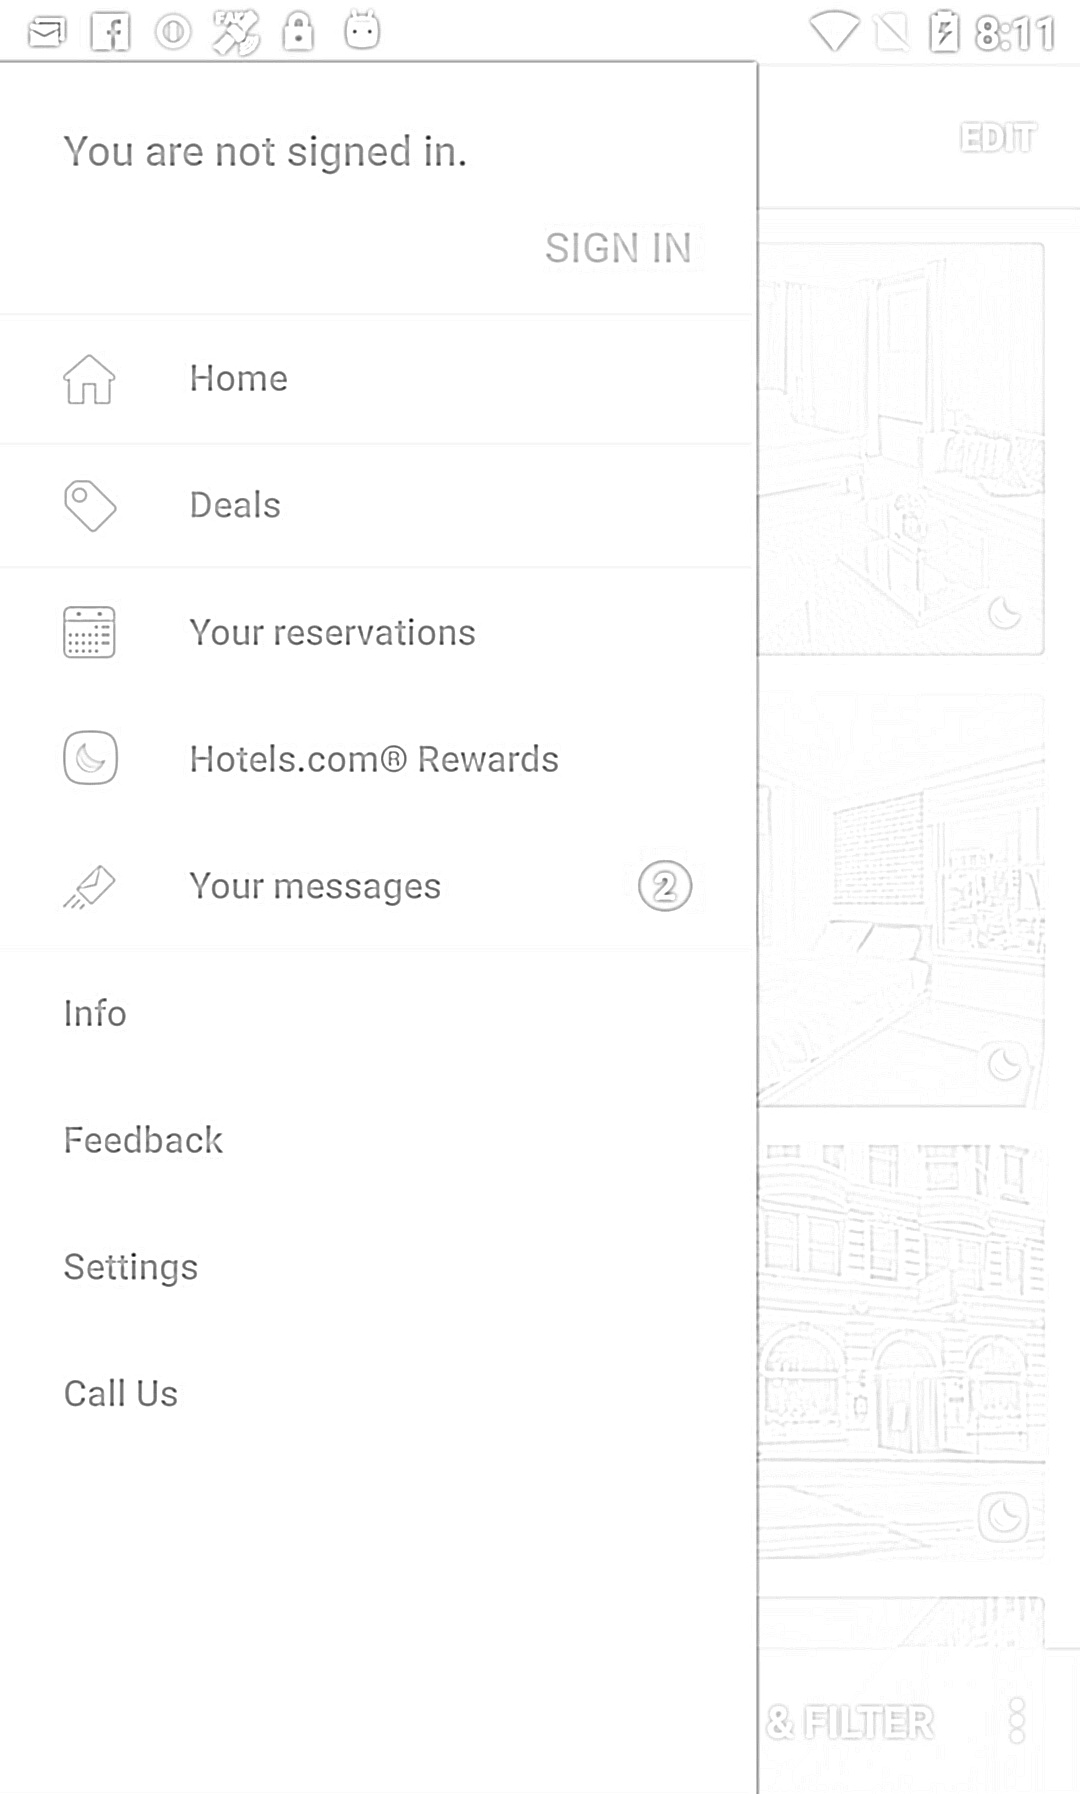 8:11
You are not signed in.
EDIT
SIGN IN
Home
Deals
Your reservations
Hotels.com® Rewards
Your messages 2
Info
Feedback
Settings
Call Us
& FILTER